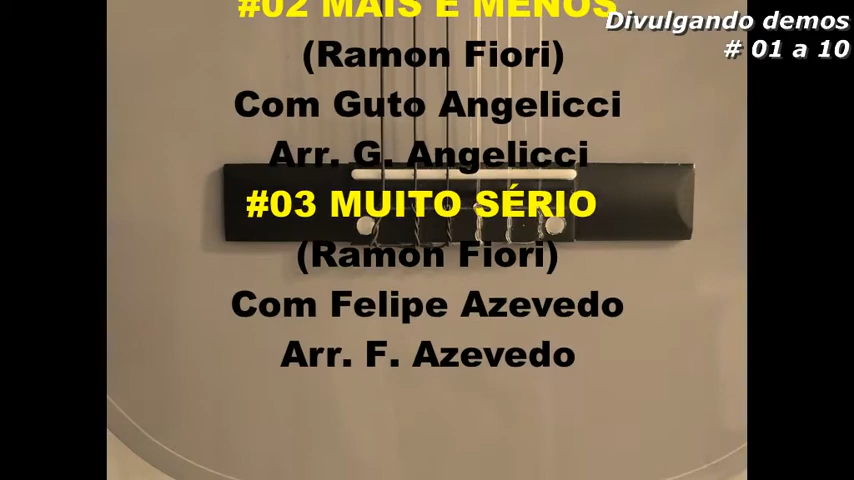 #02 MAIS E MENOS
Divulgando demos
# 01 a 10
(Ramon Fiori)
Com Guto Angelicci
Arr. G. Angelicci
#03 MUITO SÉRIO
(Ramon Fiori)
Com Felipe Azevedo
Arr. F. Azevedo